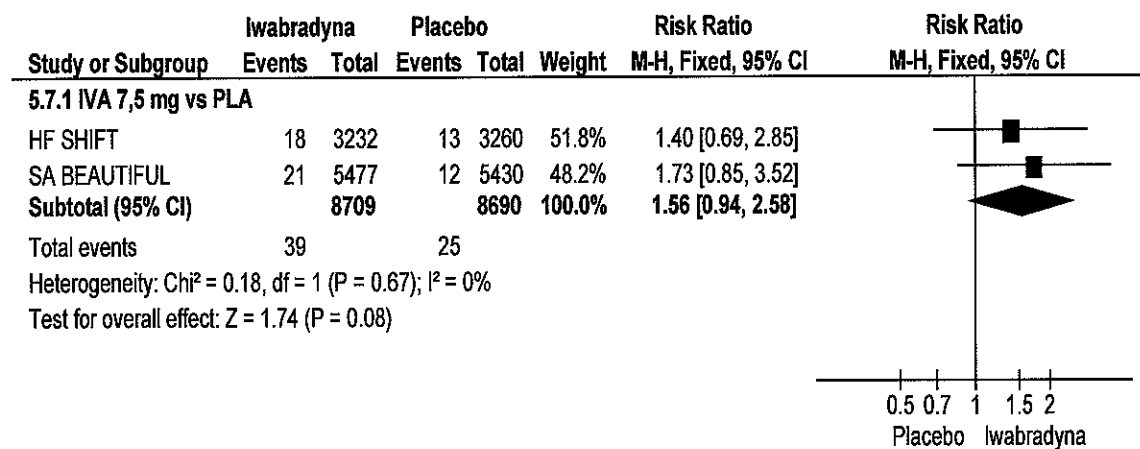 Iwabradyna Placebo Risk Ratio Risk Ratio
Study or Subgroup Events Total Events Total Weight M-H, Fixed, 95% CI M-H, Fixed, 95% CI
5.7.1 IVA 7,5 mg vs PLA
HF SHIFT 18 3232 13 3260 51.8% 1.40 [0.69, 2.85]
SA BEAUTIFUL 21 5477 12 5430 48.2% 1.73 [0.85, 3.52]
Subtotal (95% CI) 8709 8690 100.0% 1.56 [0.94, 2.58]
Total events 39 25
Heterogeneity: Chi² = 0.18, df = 1 (P = 0.67); I² = 0%
Test for overall effect: Z = 1.74 (P = 0.08)
0.5 0.7 1 1.5 2
Placebo Iwabradyna